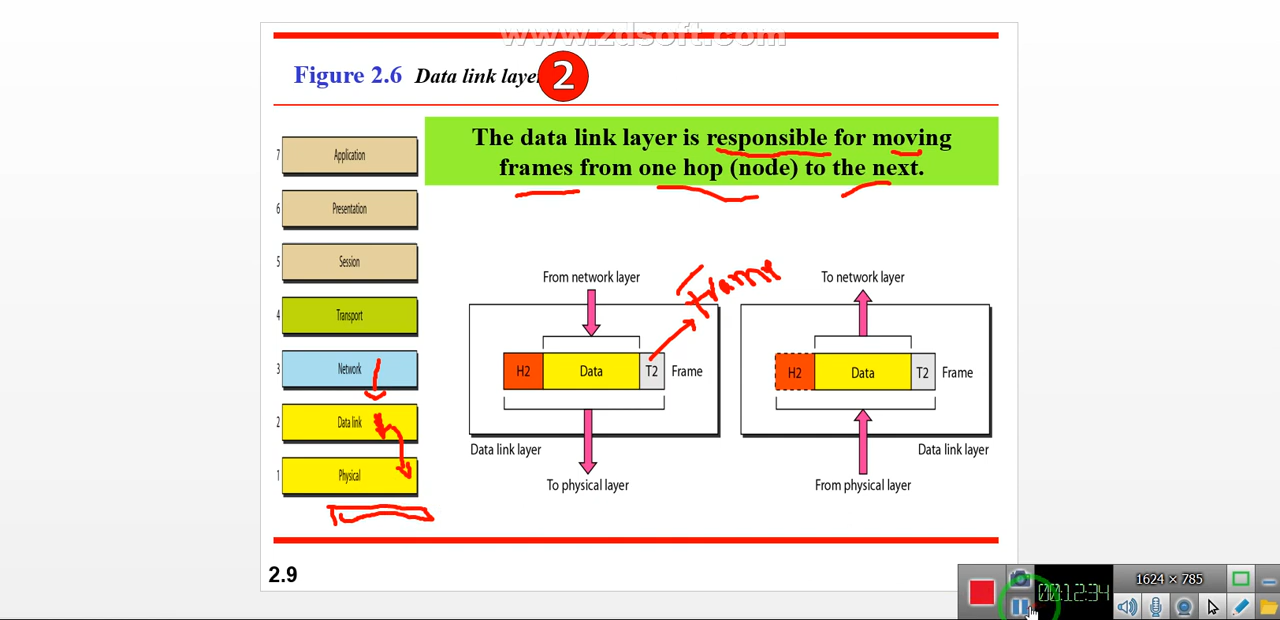 www.zdsoft.com
Figure 2.6 Data link layer 2
The data link layer is responsible for moving
frames from one hop (node) to the next.
7 Application
6 Presentation
5 Session
4 Transport
3 Network
2 Data link
1 Physical
From network layer
Frame
H2 Data T2 Frame
Data link layer
To physical layer
To network layer
H2 Data T2 Frame
Data link layer
From physical layer
2.9
00:12:34
1624 × 785